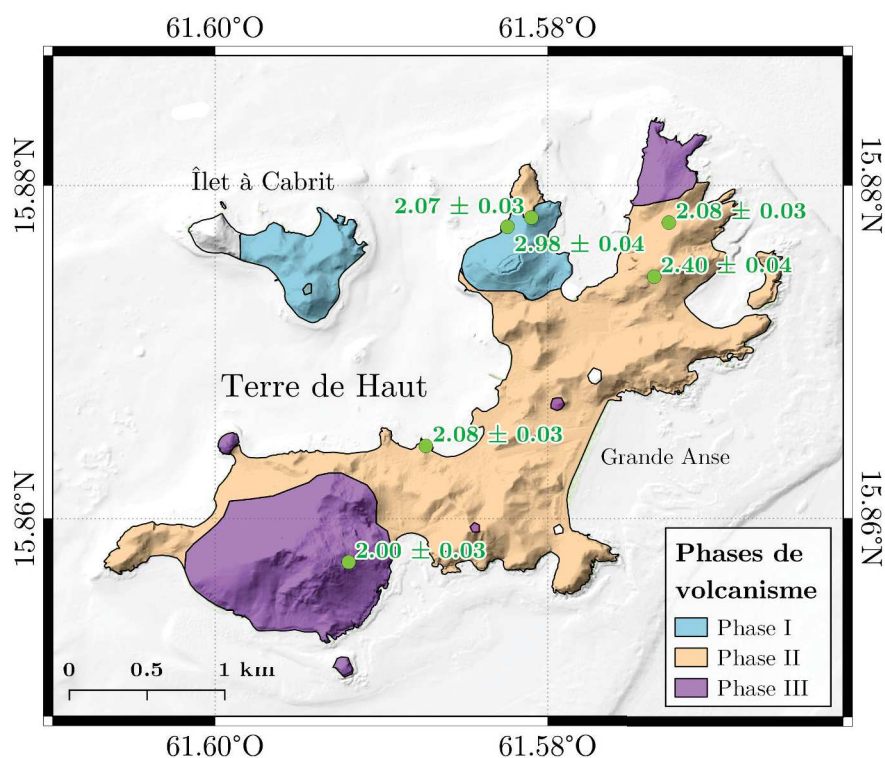 61.60°O
61.58°O
15.88°N
15.88°N
Îlet à Cabrit
2.07 ± 0.03
2.08 ± 0.03
2.98 ± 0.04
2.40 ± 0.04
Terre de Haut
2.08 ± 0.03
Grande Anse
15.86°N
15.86°N
2.00 ± 0.03
Phases de
volcanisme
Phase I
Phase II
Phase III
0
0.5
1 km
61.60°O
61.58°O